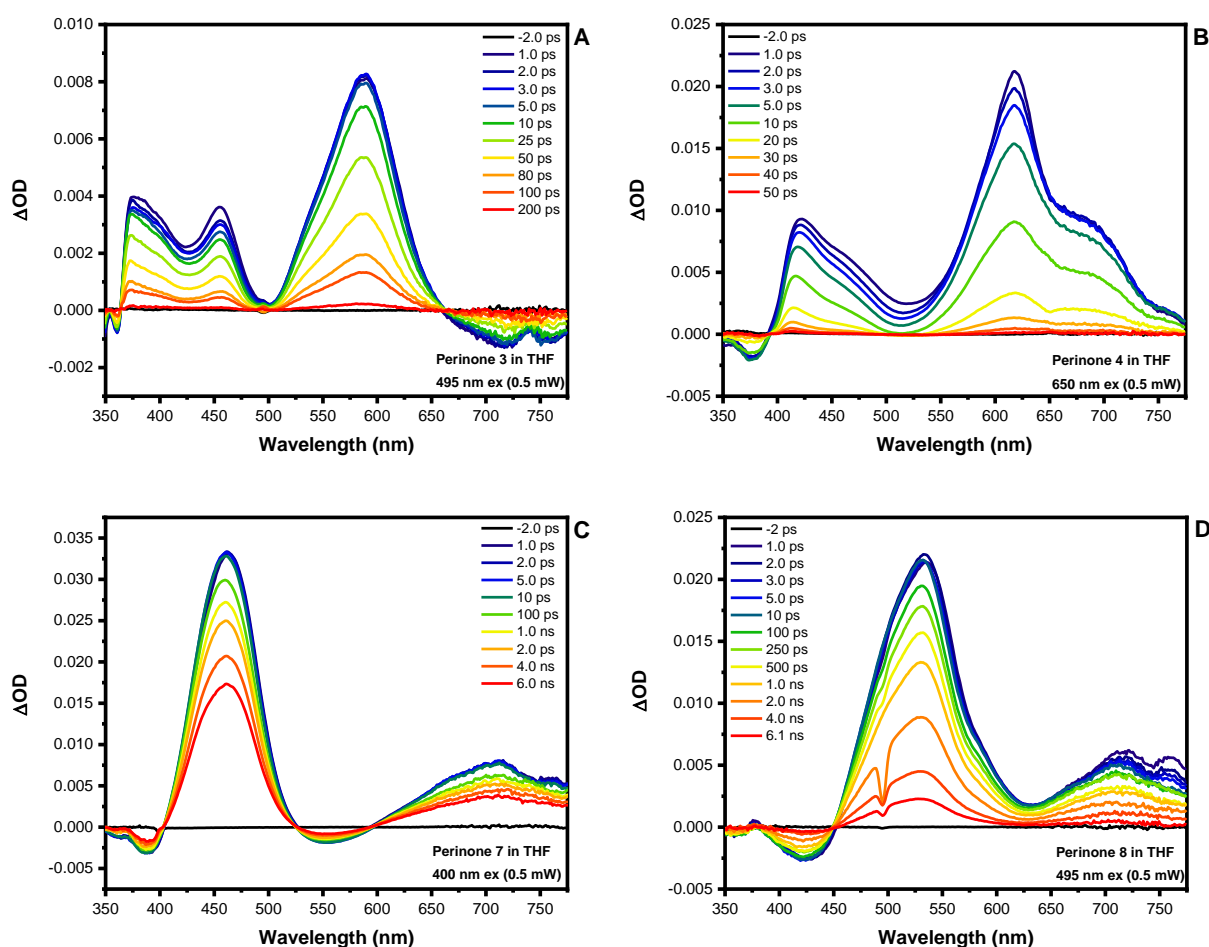 A
0.010
0.008
0.006
0.004
0.002
0.000
-0.002
ΔOD
-2.0 ps
1.0 ps
2.0 ps
3.0 ps
5.0 ps
10 ps
25 ps
50 ps
80 ps
100 ps
200 ps
Perinone 3 in THF
495 nm ex (0.5 mW)
350 400 450 500 550 600 650 700 750
Wavelength (nm)
B
0.025
0.020
0.015
0.010
0.005
0.000
-0.005
ΔOD
-2.0 ps
1.0 ps
2.0 ps
3.0 ps
5.0 ps
10 ps
20 ps
30 ps
40 ps
50 ps
Perinone 4 in THF
650 nm ex (0.5 mW)
350 400 450 500 550 600 650 700 750
Wavelength (nm)
C
0.035
0.030
0.025
0.020
0.015
0.010
0.005
0.000
-0.005
ΔOD
-2.0 ps
1.0 ps
2.0 ps
5.0 ps
10 ps
100 ps
1.0 ns
2.0 ps
4.0 ns
6.0 ns
Perinone 7 in THF
400 nm ex (0.5 mW)
350 400 450 500 550 600 650 700 750
Wavelength (nm)
D
0.025
0.020
0.015
0.010
0.005
0.000
-0.005
ΔOD
-2 ps
1.0 ps
2.0 ps
3.0 ps
5.0 ps
10 ps
100 ps
250 ps
500 ps
1.0 ns
2.0 ns
4.0 ns
6.1 ns
Perinone 8 in THF
495 nm ex (0.5 mW)
350 400 450 500 550 600 650 700 750
Wavelength (nm)